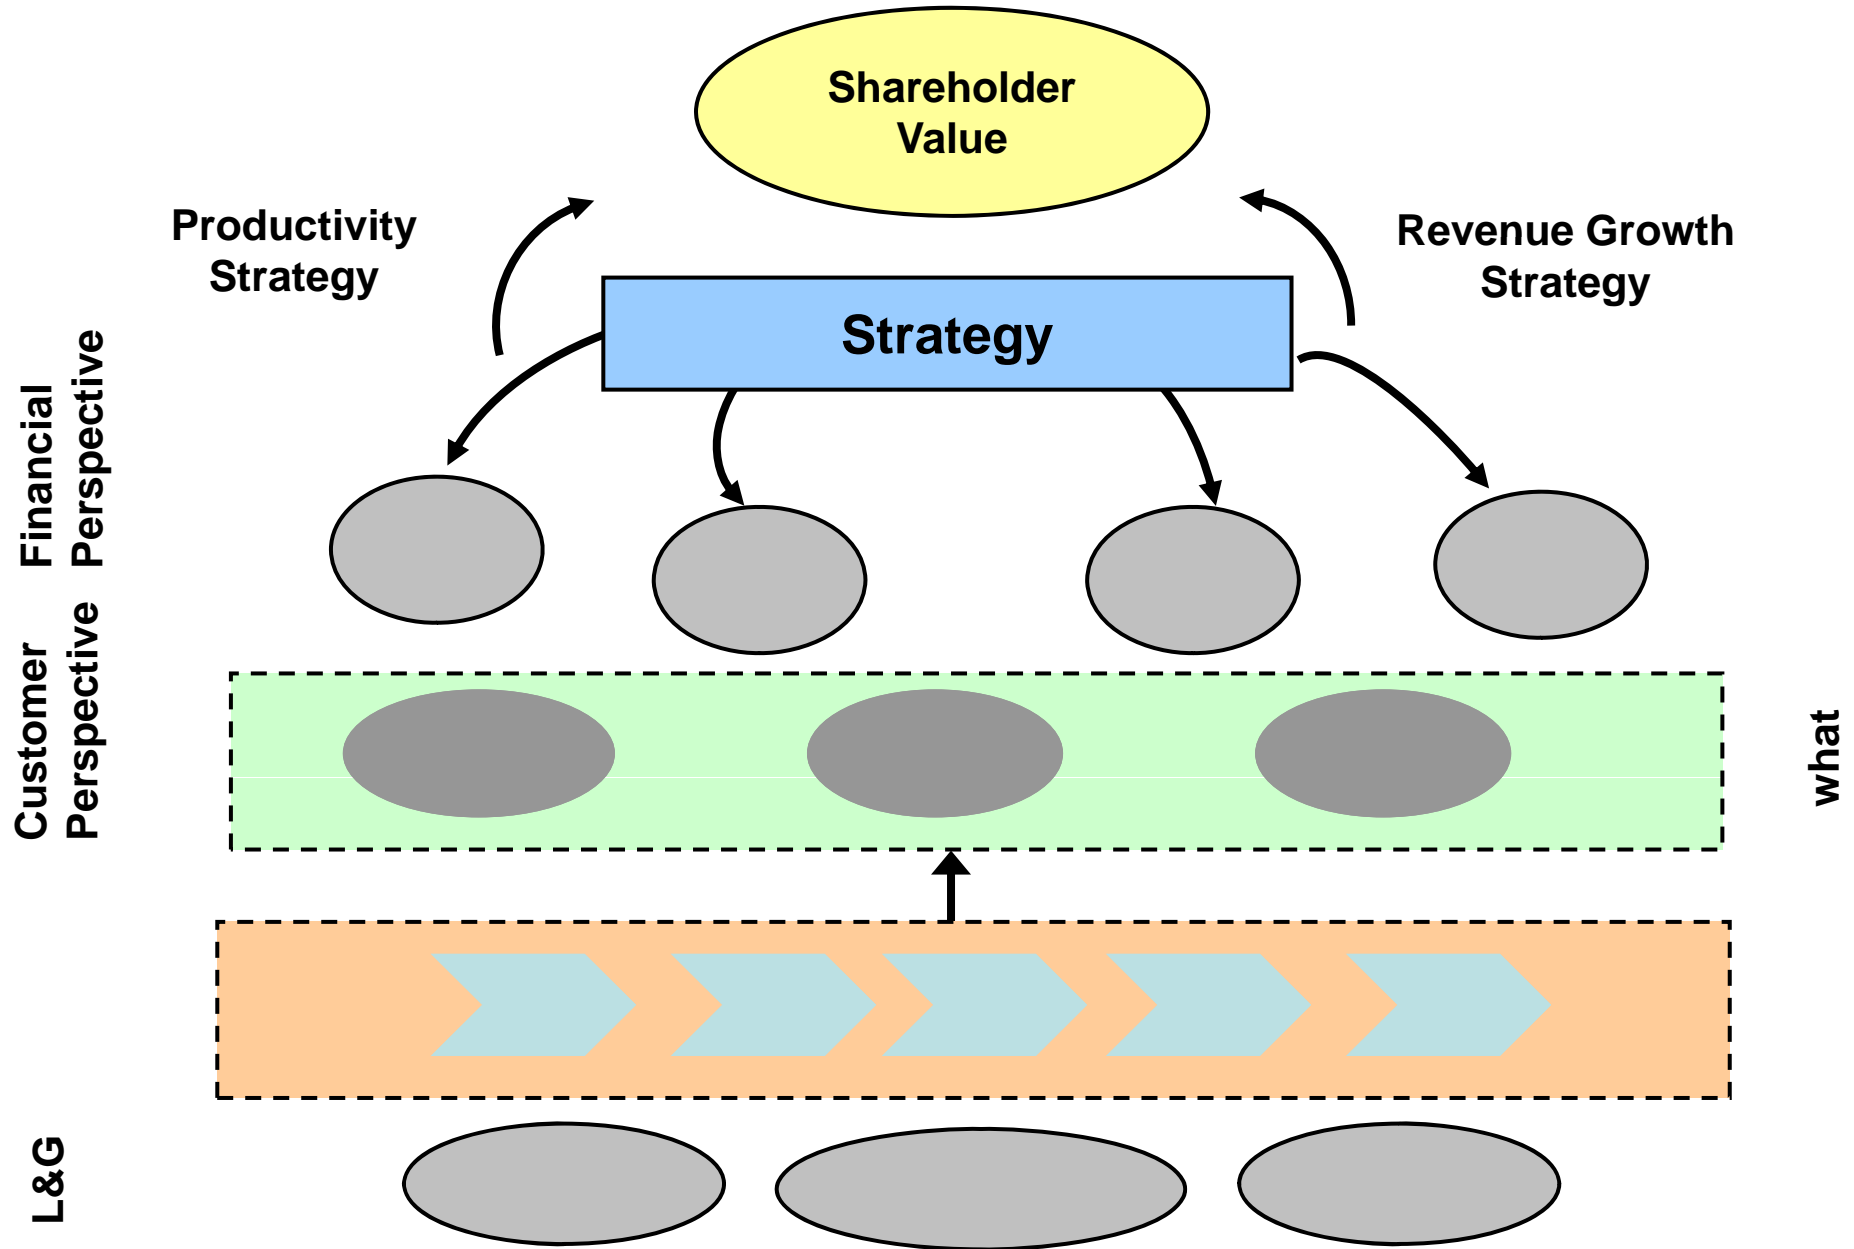 Shareholder
Value
Productivity
Strategy
Revenue Growth
Strategy
Strategy
Financial
Perspective
Customer
Perspective
what
L&G